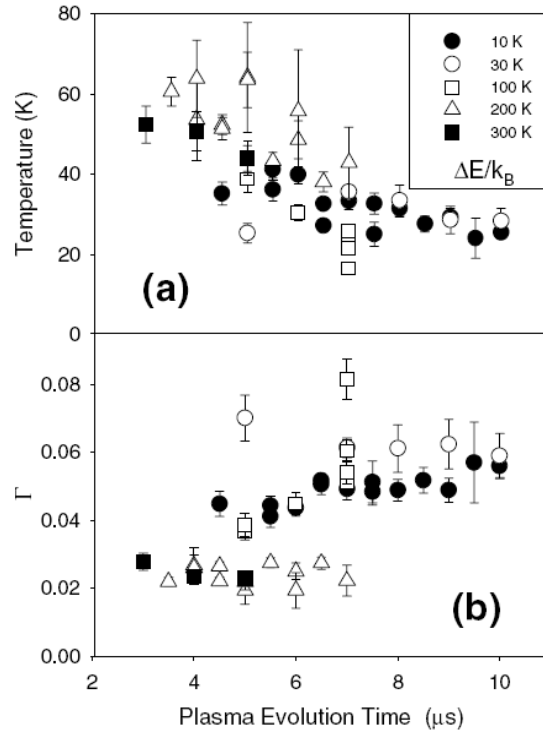 (a)
80
60
40
20
0
Temperature (K)
10 K
30 K
100 K
200 K
300 K
ΔE/k_B
(b)
0.08
0.06
0.04
0.02
0.00
Γ
2 4 6 8 10
Plasma Evolution Time (μs)